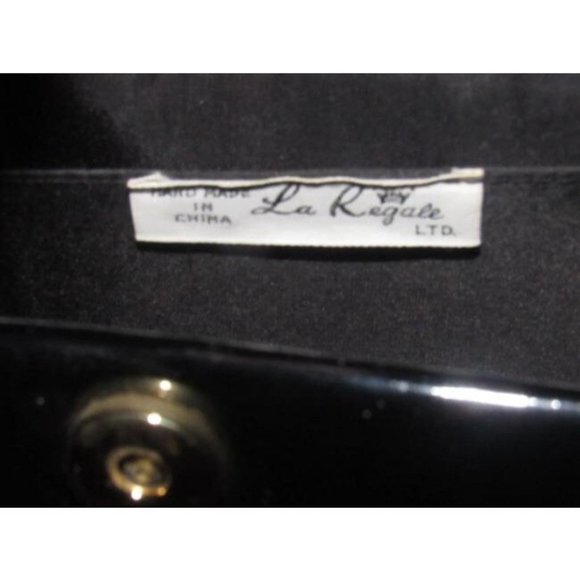 HAND MADE
IN
CHINA
La Regale
LTD.